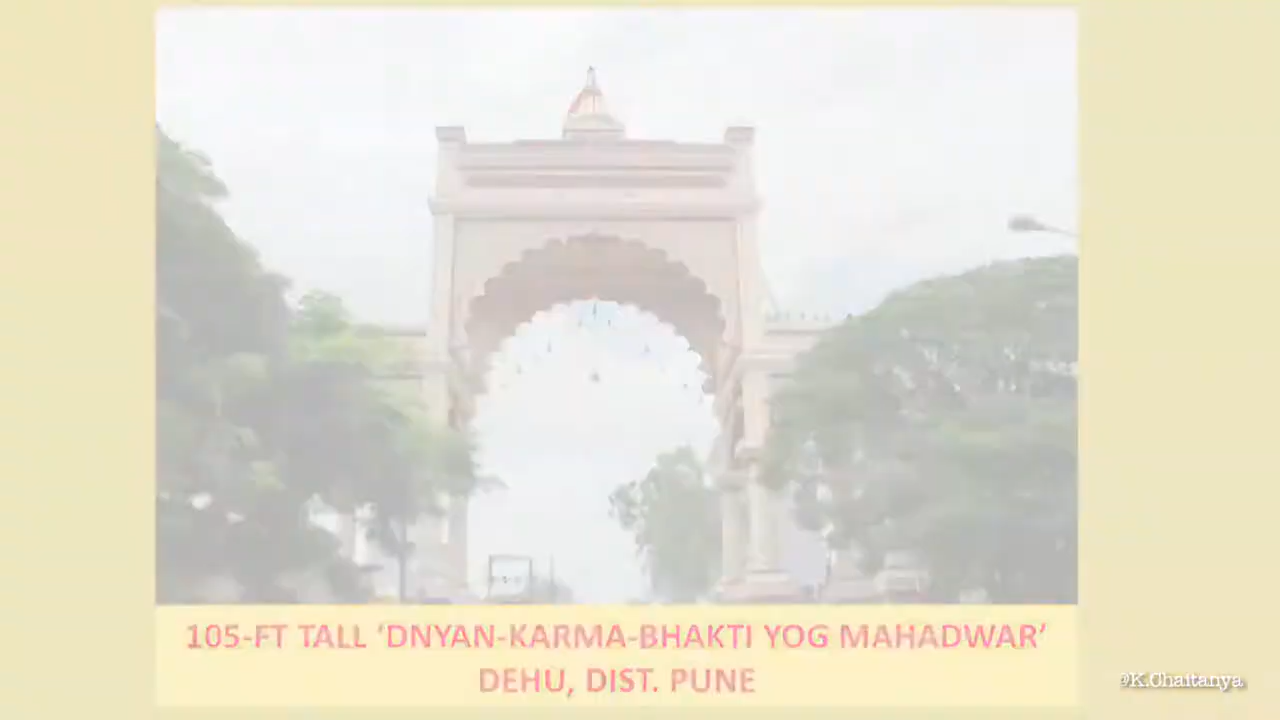 105-FT TALL ‘DNYAN-KARMA-BHAKTI YOG MAHADWAR’
DEHU, DIST. PUNE
@K.Chaitanya